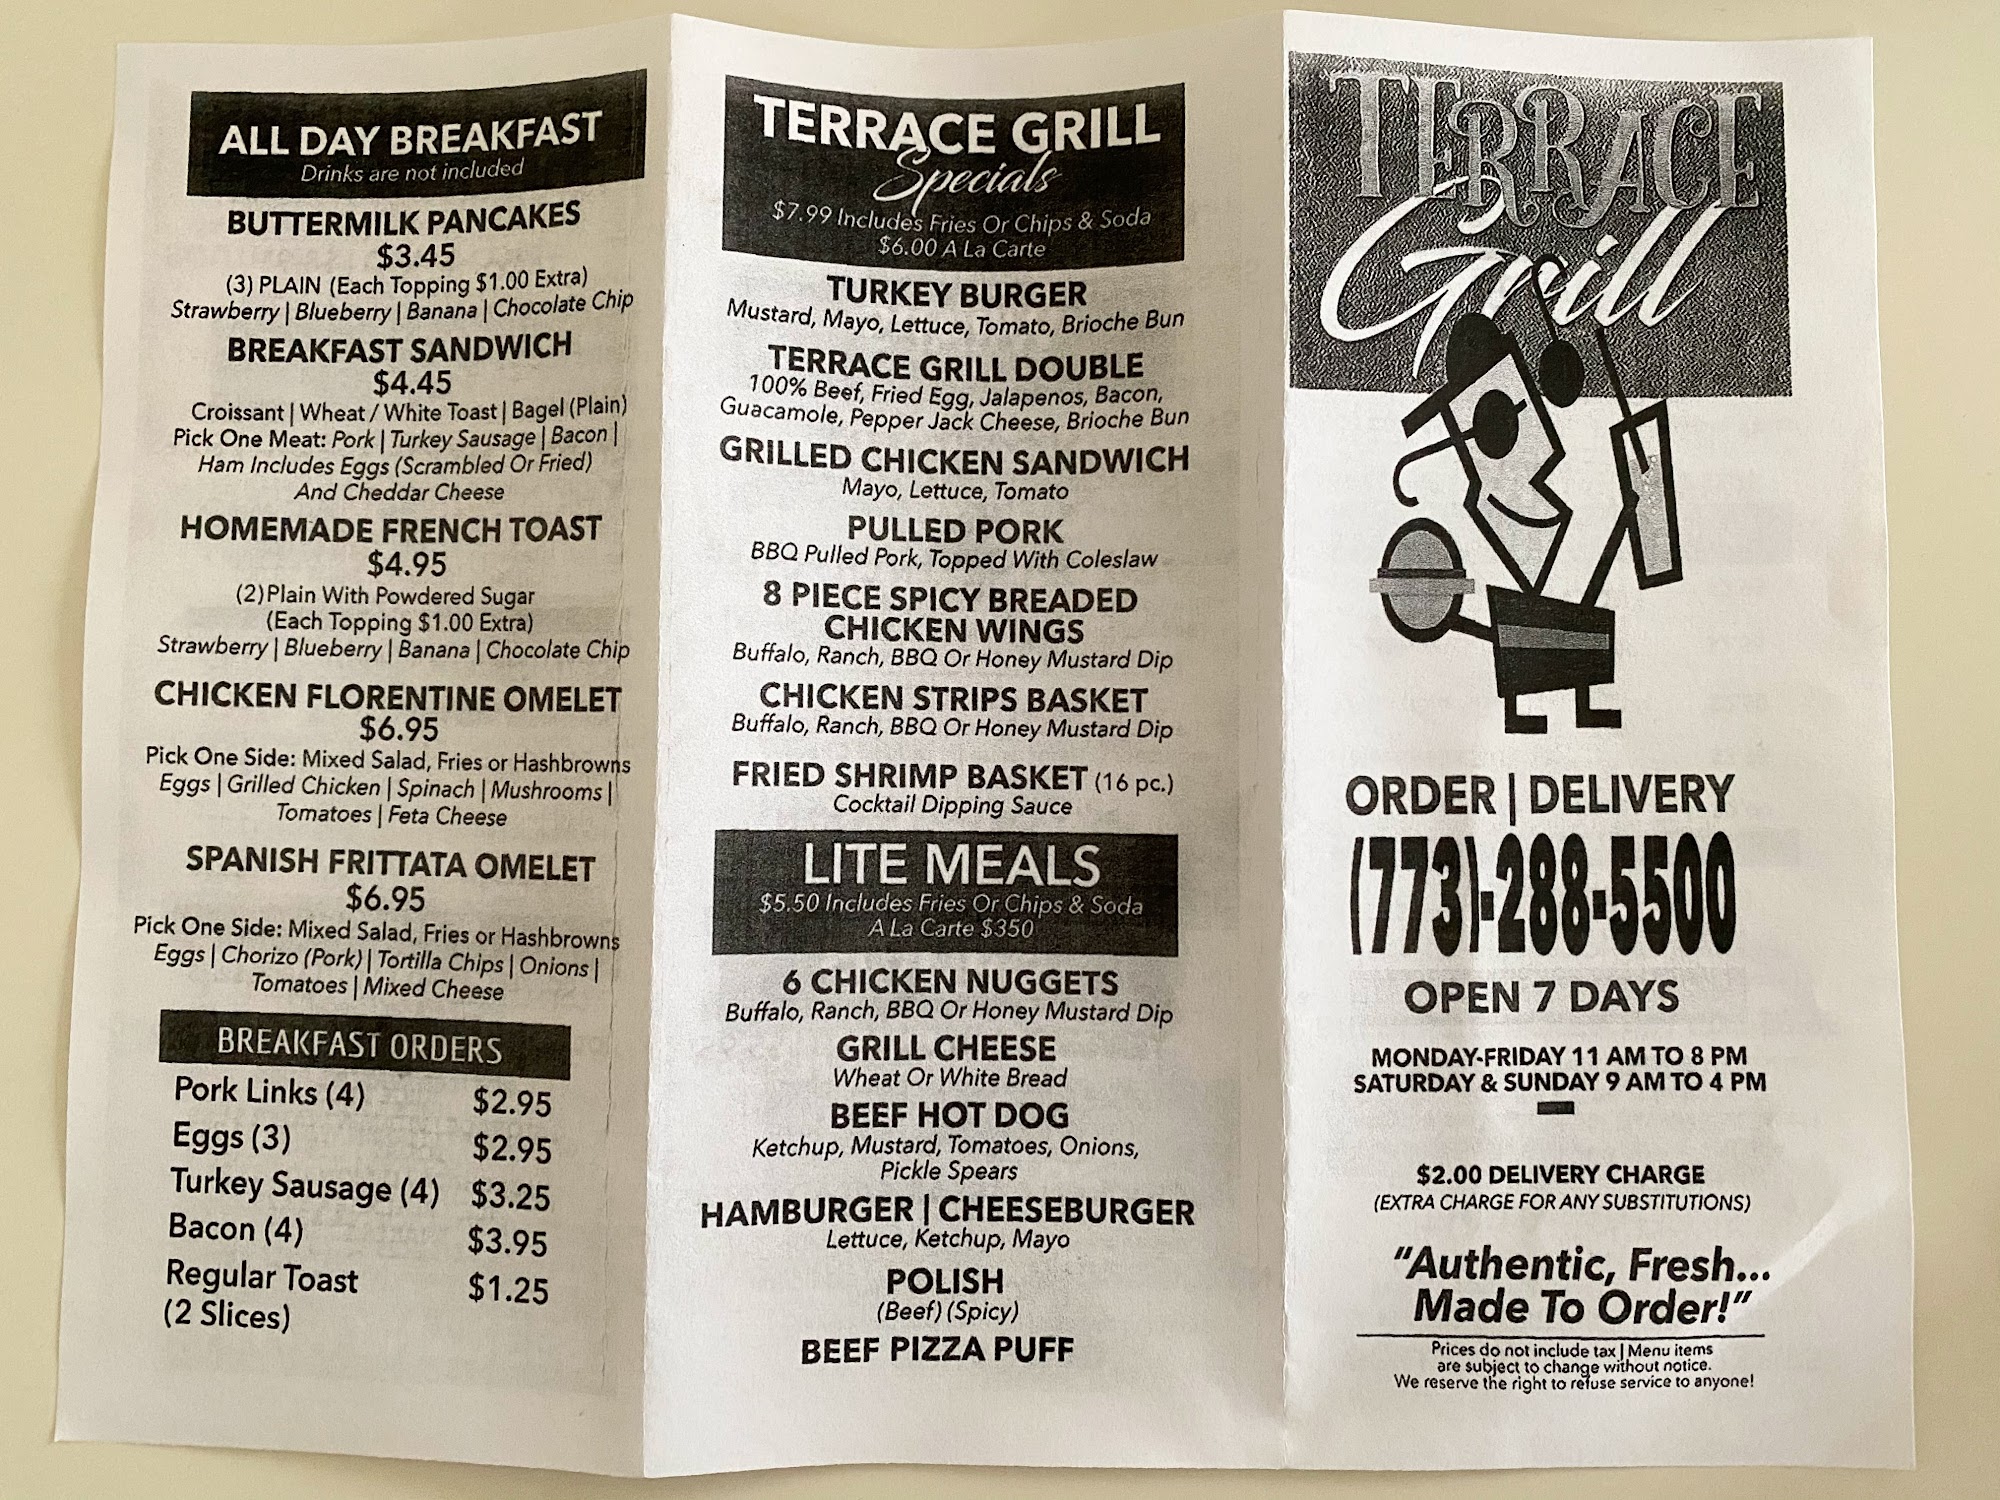 ALL DAY BREAKFAST
Drinks are not included
BUTTERMILK PANCAKES
$3.45
(3) PLAIN (Each Topping $1.00 Extra)
Strawberry | Blueberry | Banana | Chocolate Chip
BREAKFAST SANDWICH
$4.45
Croissant | Wheat / White Toast | Bagel (Plain)
Pick One Meat: Pork | Turkey Sausage | Bacon |
Ham Includes Eggs (Scrambled Or Fried)
And Cheddar Cheese
HOMEMADE FRENCH TOAST
$4.95
(2)Plain With Powdered Sugar
(Each Topping $1.00 Extra)
Strawberry | Blueberry | Banana | Chocolate Chip
CHICKEN FLORENTINE OMELET
$6.95
Pick One Side: Mixed Salad, Fries or Hashbrowns
Eggs | Grilled Chicken | Spinach | Mushrooms |
Tomatoes | Feta Cheese
SPANISH FRITTATA OMELET
$6.95
Pick One Side: Mixed Salad, Fries or Hashbrowns
Eggs | Chorizo (Pork) | Tortilla Chips | Onions |
Tomatoes | Mixed Cheese
BREAKFAST ORDERS
Pork Links (4) $2.95
Eggs (3) $2.95
Turkey Sausage (4) $3.25
Bacon (4) $3.95
Regular Toast $1.25
(2 Slices)
TERRACE GRILL
Specials
$7.99 Includes Fries Or Chips & Soda
$6.00 A La Carte
TURKEY BURGER
Mustard, Mayo, Lettuce, Tomato, Brioche Bun
TERRACE GRILL DOUBLE
100% Beef, Fried Egg, Jalapenos, Bacon,
Guacamole, Pepper Jack Cheese, Brioche Bun
GRILLED CHICKEN SANDWICH
Mayo, Lettuce, Tomato
PULLED PORK
BBQ Pulled Pork, Topped With Coleslaw
8 PIECE SPICY BREADED
CHICKEN WINGS
Buffalo, Ranch, BBQ Or Honey Mustard Dip
CHICKEN STRIPS BASKET
Buffalo, Ranch, BBQ Or Honey Mustard Dip
FRIED SHRIMP BASKET (16 pc.)
Cocktail Dipping Sauce
LITE MEALS
$5.50 Includes Fries Or Chips & Soda
A La Carte $350
6 CHICKEN NUGGETS
Buffalo, Ranch, BBQ Or Honey Mustard Dip
GRILL CHEESE
Wheat Or White Bread
BEEF HOT DOG
Ketchup, Mustard, Tomatoes, Onions,
Pickle Spears
HAMBURGER | CHEESEBURGER
Lettuce, Ketchup, Mayo
POLISH
(Beef) (Spicy)
BEEF PIZZA PUFF
TERRACE
Grill
ORDER | DELIVERY
(773)-288-5500
OPEN 7 DAYS
MONDAY-FRIDAY 11 AM TO 8 PM
SATURDAY & SUNDAY 9 AM TO 4 PM
$2.00 DELIVERY CHARGE
(EXTRA CHARGE FOR ANY SUBSTITUTIONS)
"Authentic, Fresh...
Made To Order!"
Prices do not include tax | Menu items
are subject to change without notice.
We reserve the right to refuse service to anyone!